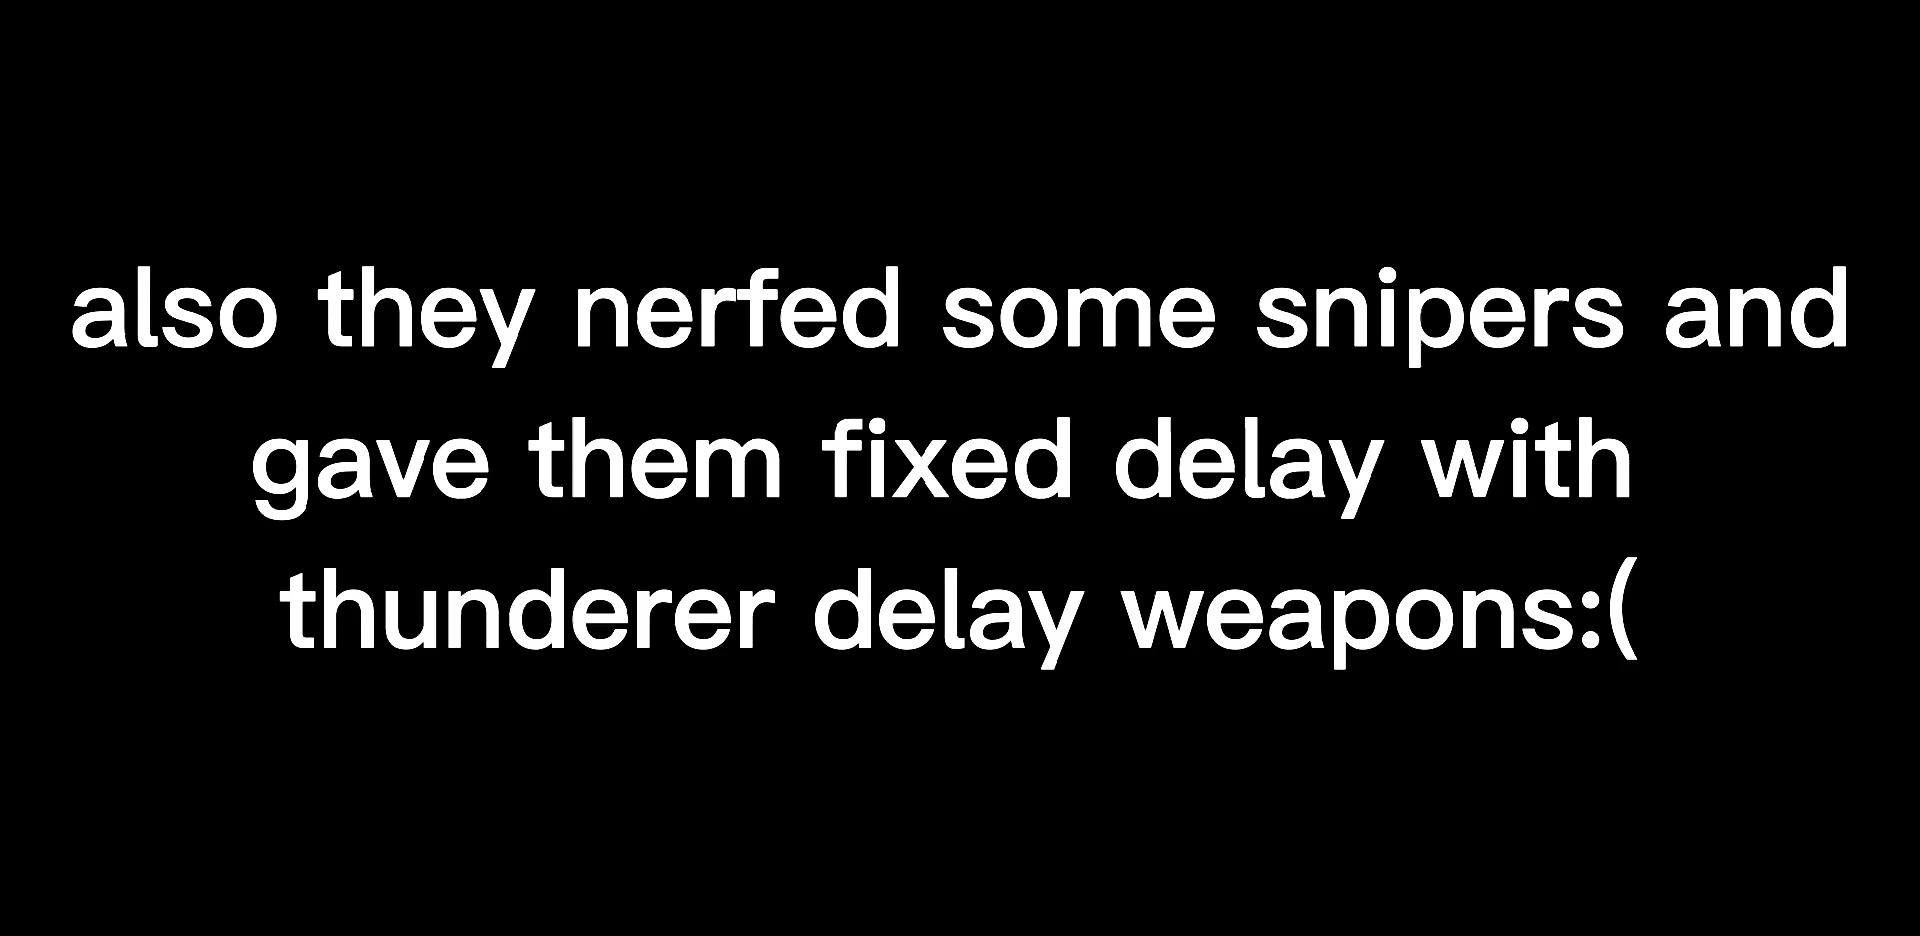 also they nerfed some snipers and
gave them fixed delay with
thunderer delay weapons:(